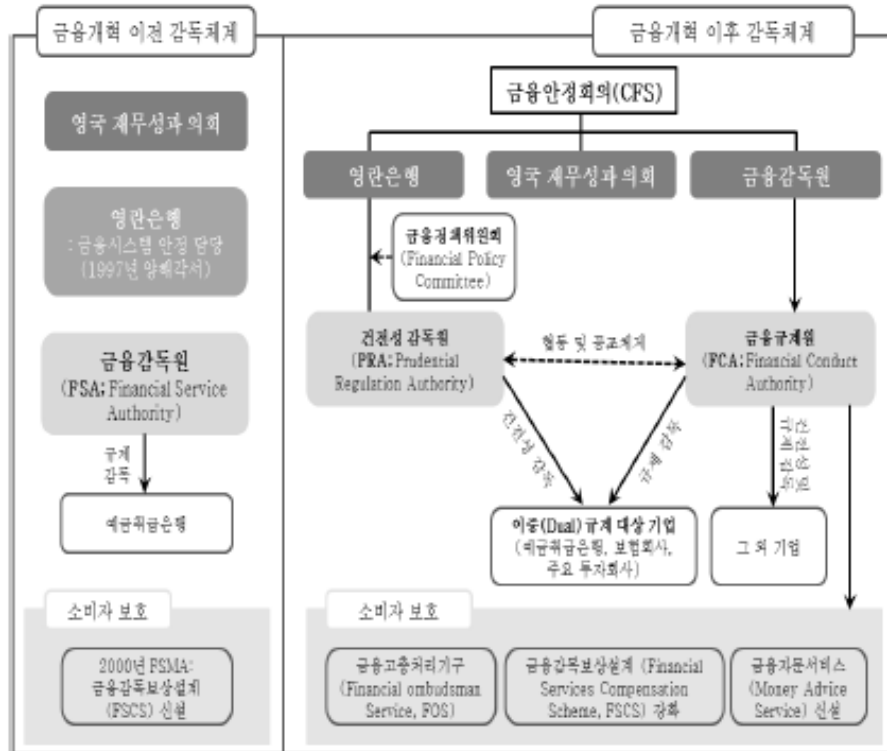 금융개혁 이전 감독체계
금융개혁 이후 감독체계
영국 재무성과 의회
영란은행
: 금융시스템 안정 담당
(1997년 양해각서)
금융감독원
(FSA; Financial Service
Authority)
규제
감독
예금취급은행
소비자 보호
2000년 FSMA:
금융감독보상설계
(FSCS) 신설
금융안정회의(CFS)
영란은행
영국 재무성과 의회
금융감독원
금융정책위원회
(Financial Policy
Committee)
건전성 감독원
(PRA; Prudential
Regulation Authority)
협동 및 공조체제
금융규제원
(FCA; Financial Conduct
Authority)
건전성 감독
규제 감독
건전성 및
규제 감독
이중(Dual) 규제 대상 기업
(예금취급은행, 보험회사,
주요 투자회사)
그 외 기업
소비자 보호
금융고충처리기구
(Financial ombudsman
Service, FOS)
금융감독보상설계 (Financial
Services Compensation
Scheme, FSCS) 강화
금융자문서비스
(Money Advice
Service) 신설